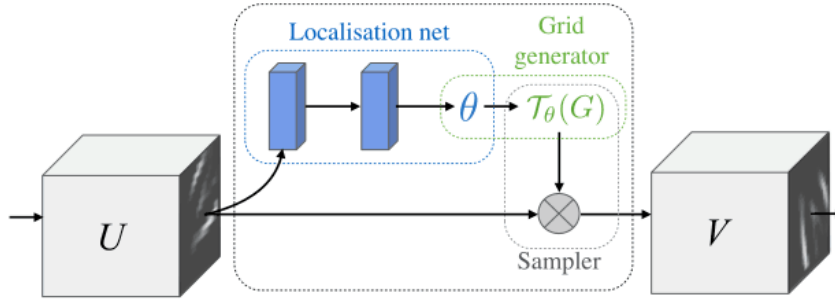 Localisation net
Grid
generator
θ
𝒯θ(G)
U
V
Sampler